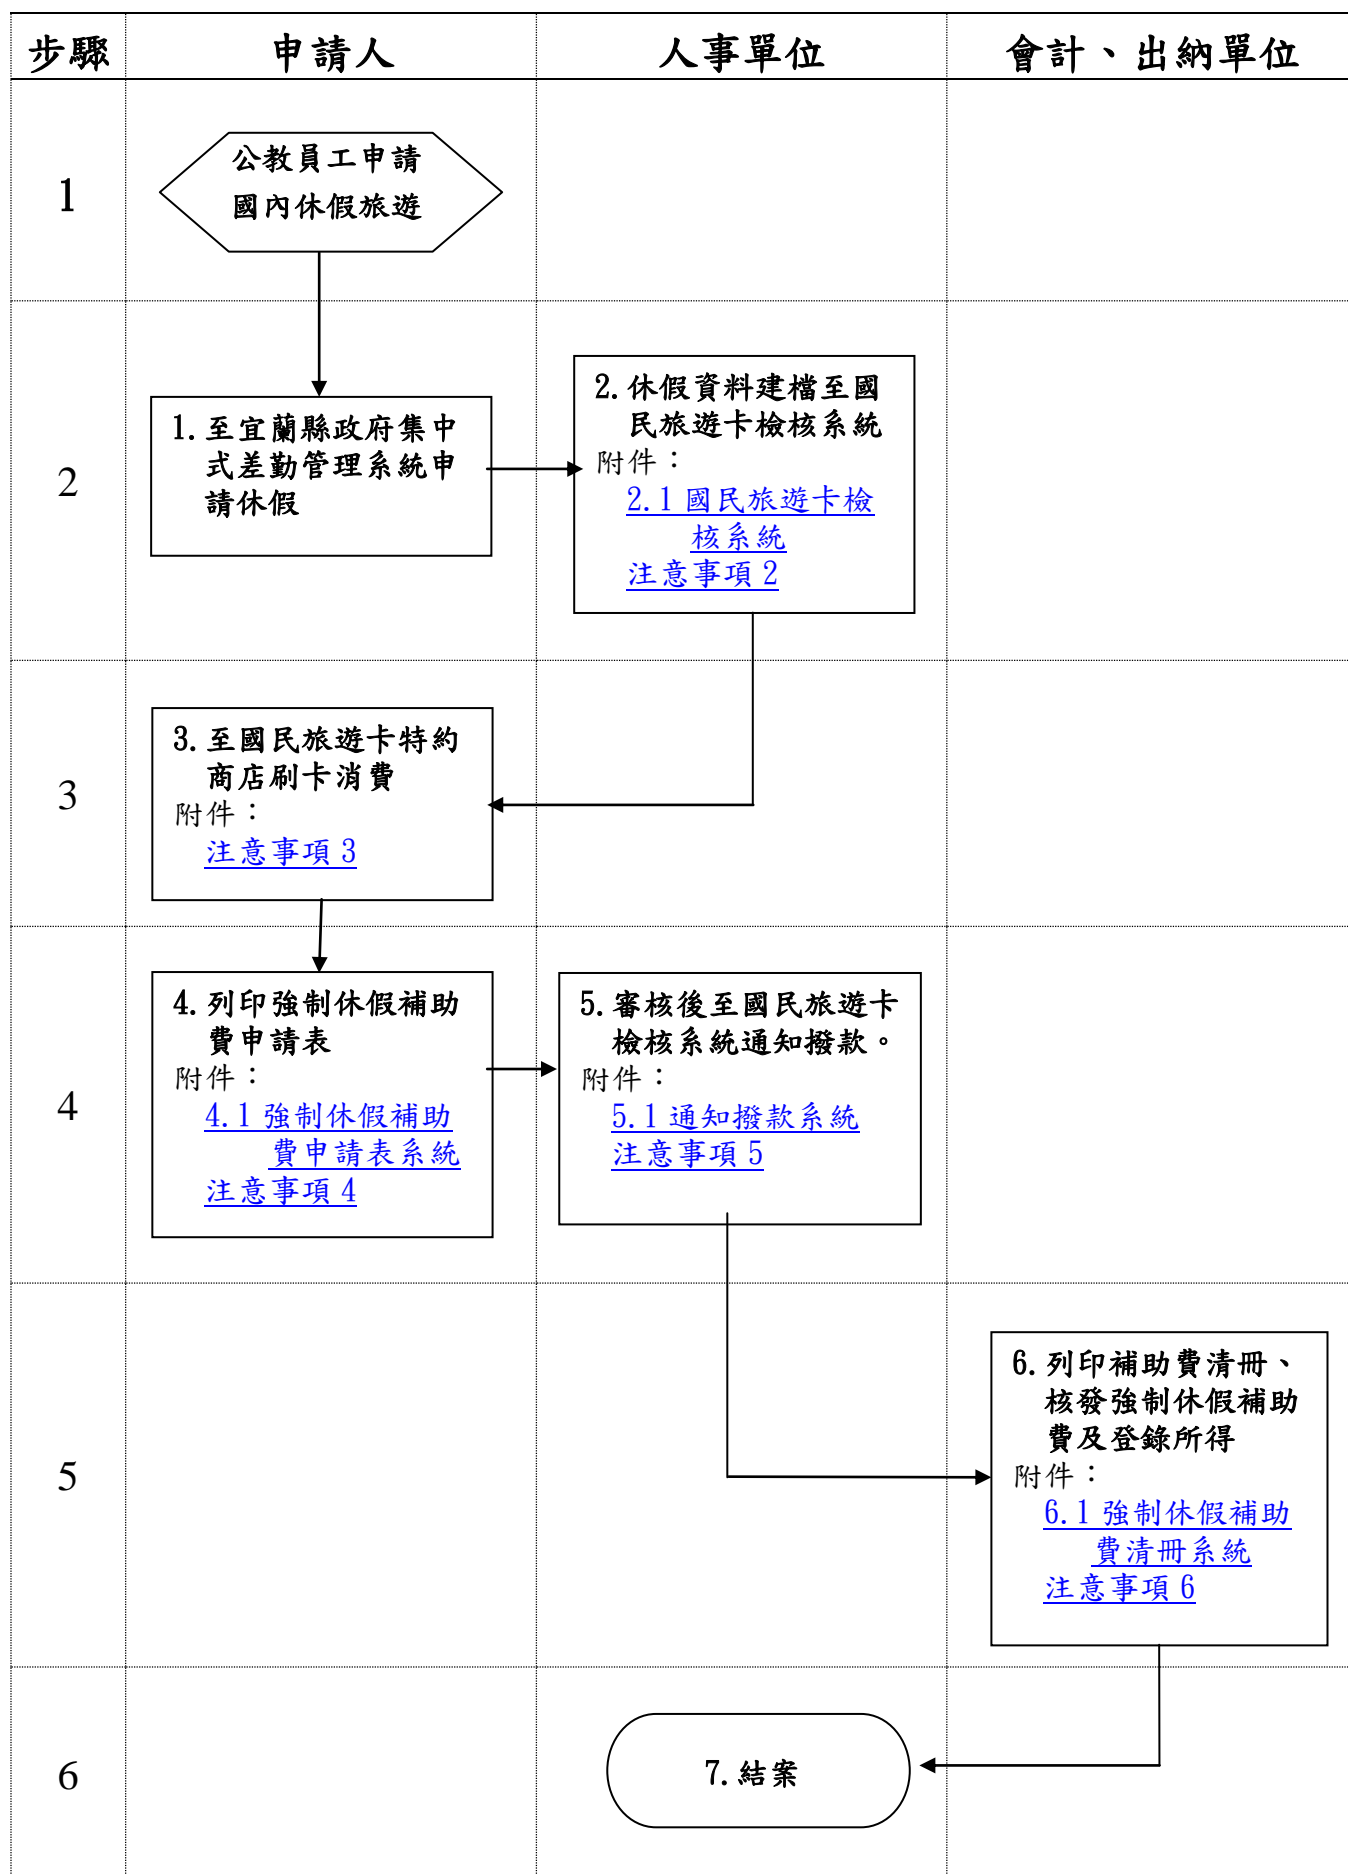 步驟 申請人 人事單位 會計、出納單位
1
公教員工申請
國內休假旅遊
2
1.至宜蘭縣政府集中
式差勤管理系統申
請休假
2.休假資料建檔至國
民旅遊卡檢核系統
附件：
2.1 國民旅遊卡檢
核系統
注意事項 2
3
3.至國民旅遊卡特約
商店刷卡消費
附件：
注意事項 3
4
4.列印強制休假補助
費申請表
附件：
4.1 強制休假補助
費申請表系統
注意事項 4
5.審核後至國民旅遊卡
檢核系統通知撥款。
附件：
5.1 通知撥款系統
注意事項 5
5
6.列印補助費清冊、
核發強制休假補助
費及登錄所得
附件：
6.1 強制休假補助
費清冊系統
注意事項 6
6
7.結案